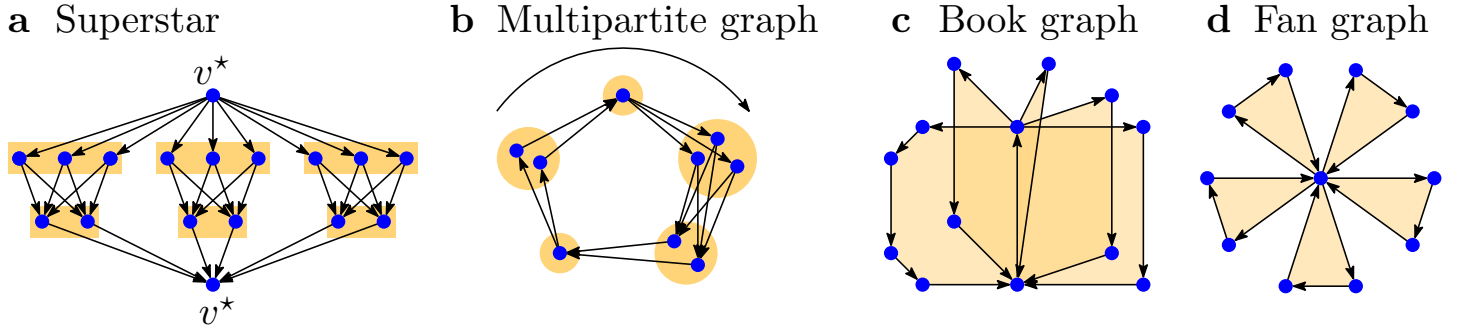 a Superstar
b Multipartite graph
c Book graph
d Fan graph
v⋆
v⋆